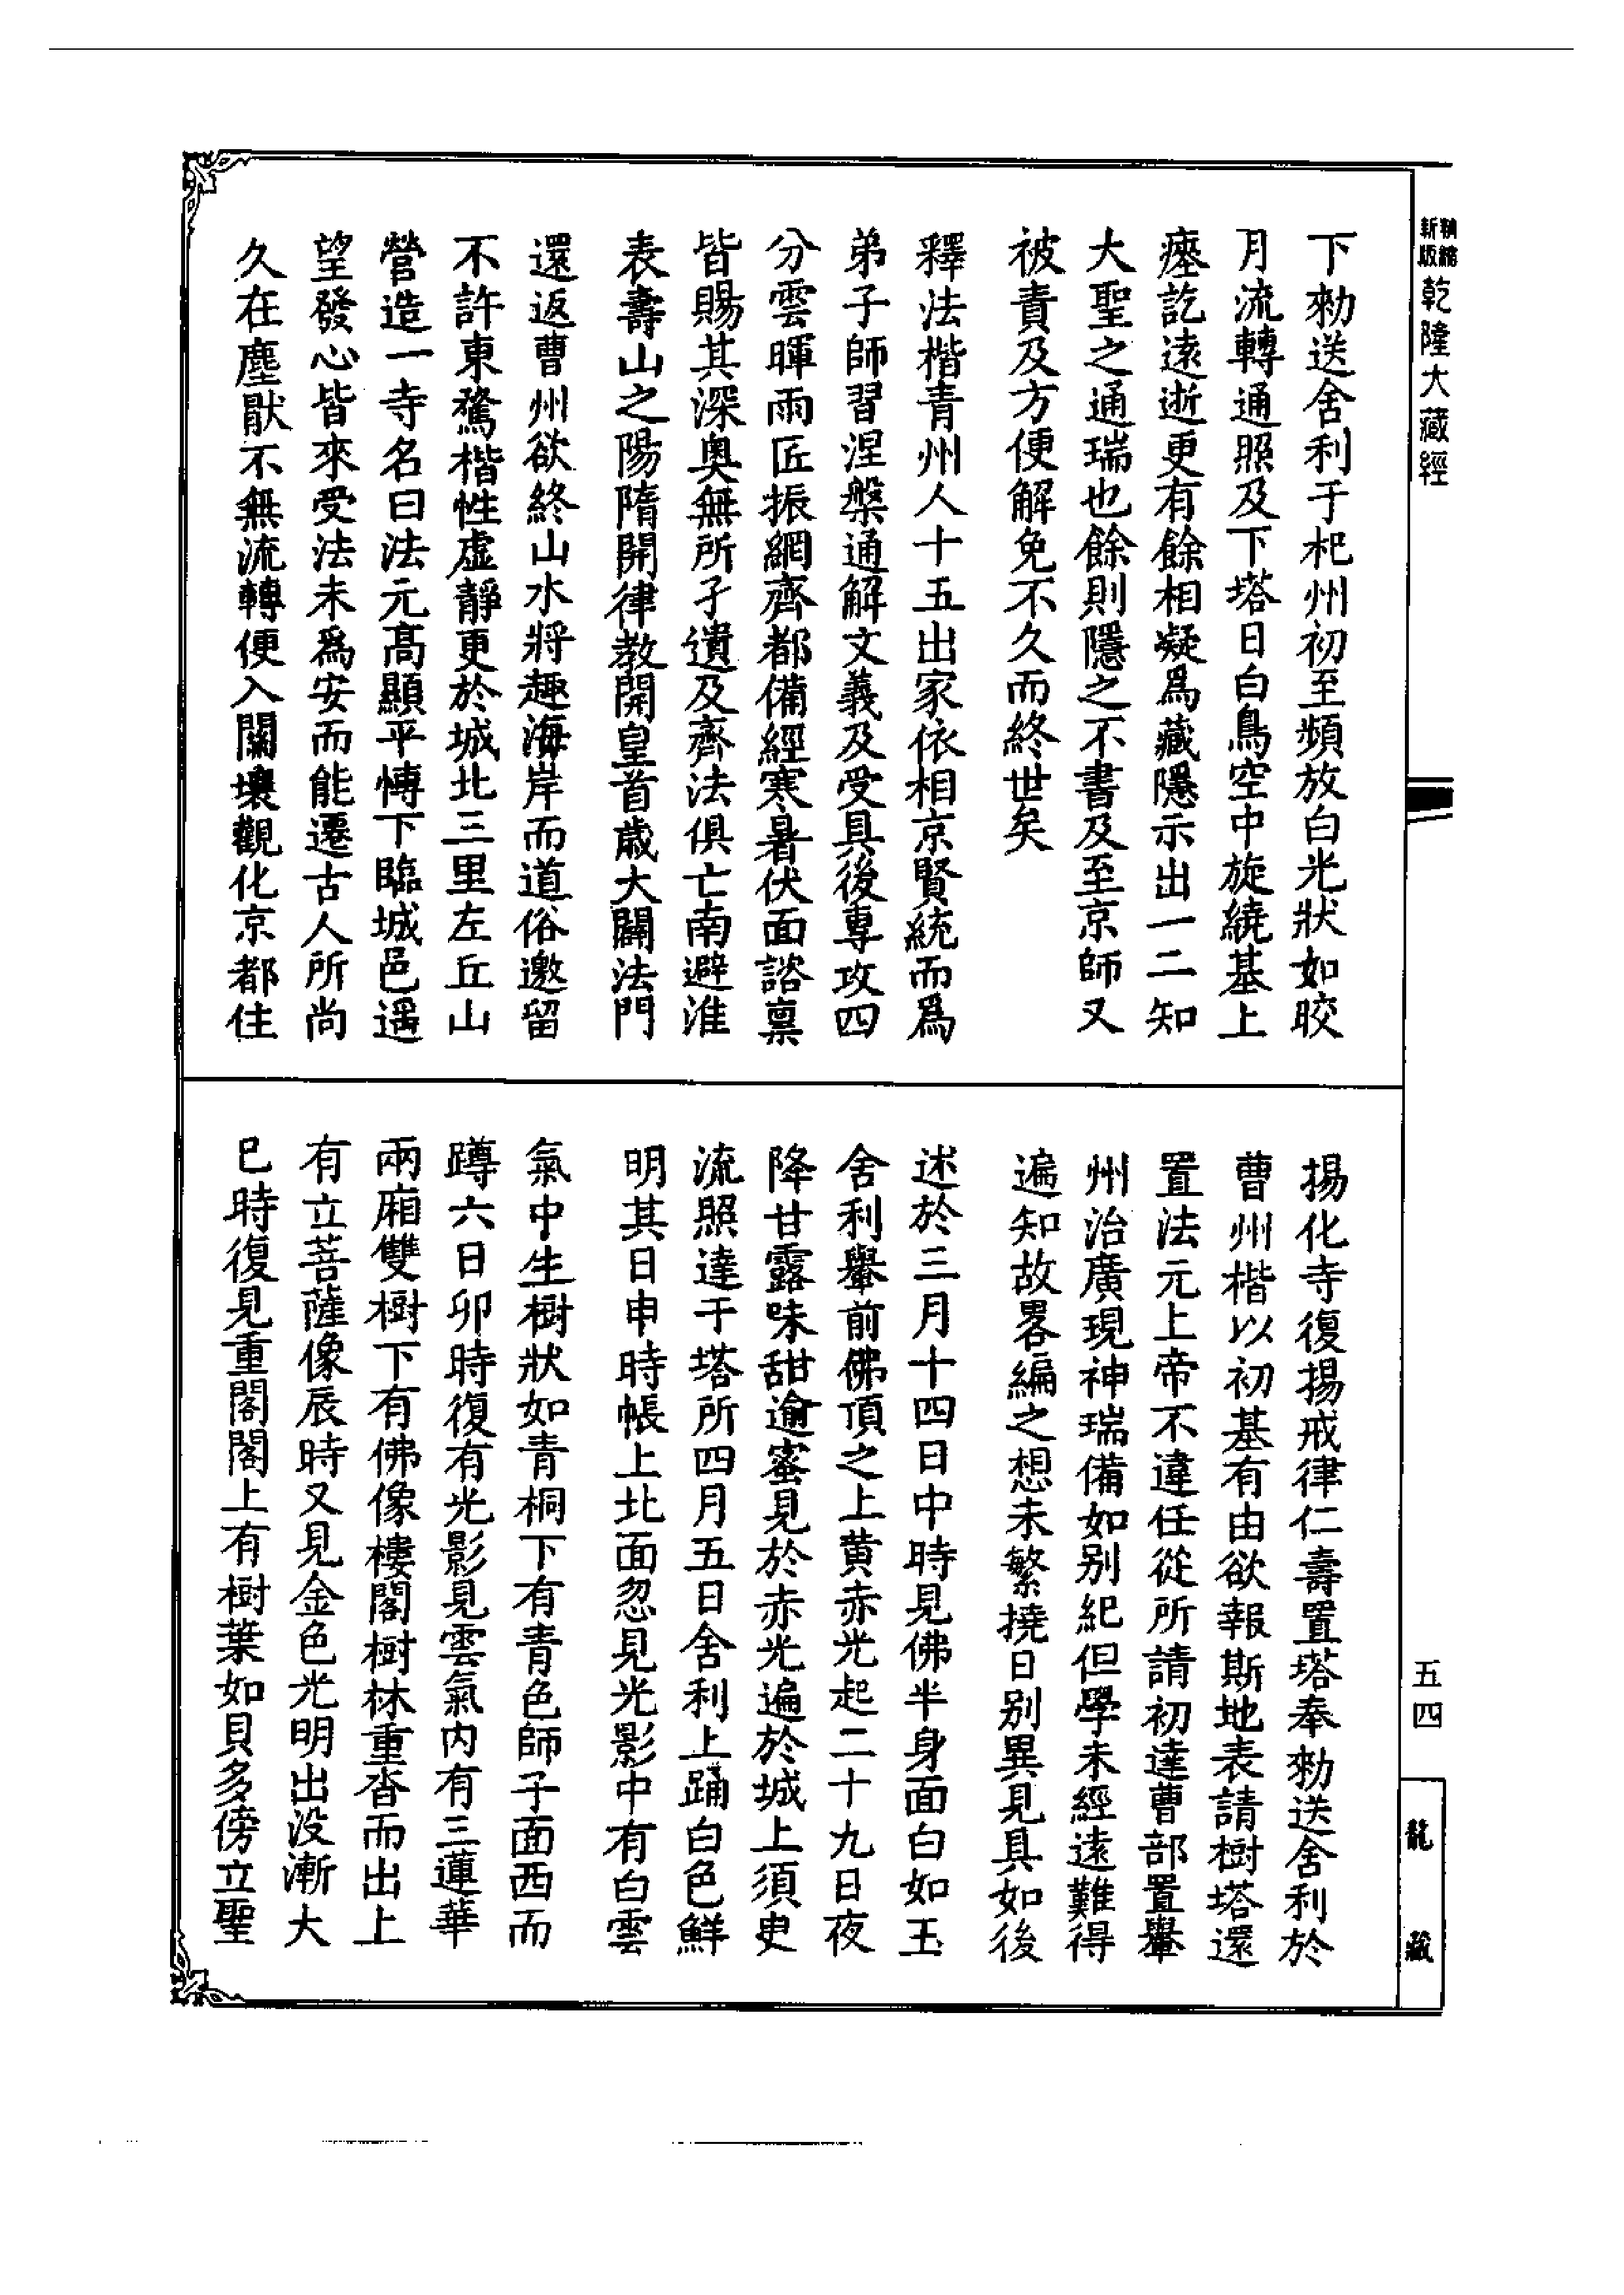 新版精縮
乾隆大藏經
五四
龍藏
下勑送舍利于杞州初至頻放白光狀如皎
月流轉通照及下塔日白鳥空中旋繞基上
瘞訖遠逝更有餘相凝爲藏隱示出一二知
大聖之通瑞也餘則隱之不書及至京師又
被責及方便解免不久而終世矣
釋法楷青州人十五出家依相京賢統而爲
弟子師習涅槃通解文義及受具後專攻四
分雲暉雨匠振網齊都備經寒暑伏面諮稟
皆賜其深奧無所孑遺及齊法俱亡南避淮
表壽山之陽隋開律教開皇首歲大闢法門
還返曹州欲終山水將趣海岸而道俗邀留
不許東騖楷性虛靜更於城北三里左丘山
營造一寺名曰法元高顯平慱下臨城邑遥
望發心皆來受法未爲安而能遷古人所尚
久在塵猒不無流轉便入關壤觀化京都住
揚化寺復揚戒律仁壽置塔奉勑送舍利於
曹州楷以初基有由欲報斯地表請樹塔還
置法元上帝不違任從所請初達曹部置轝
州治廣現神瑞備如别紀但學未經遠難得
遍知故畧編之想未繁撓日别異見具如後
述於三月十四日中時見佛半身面白如玉
舍利轝前佛頂之上黄赤光起二十九日夜
降甘露味甜逾蜜見於赤光遍於城上須臾
流照達于塔所四月五日舍利上踊白色鮮
明其日申時帳上北面忽見光影中有白雲
氣中生樹狀如青桐下有青色師子面西而
蹲六日卯時復有光影見雲氣内有三蓮華
兩廂雙樹下有佛像樓閣樹林重沓而出上
有立菩薩像辰時又見金色光明出没漸大
巳時復見重閣閣上有樹葉如貝多傍立聖